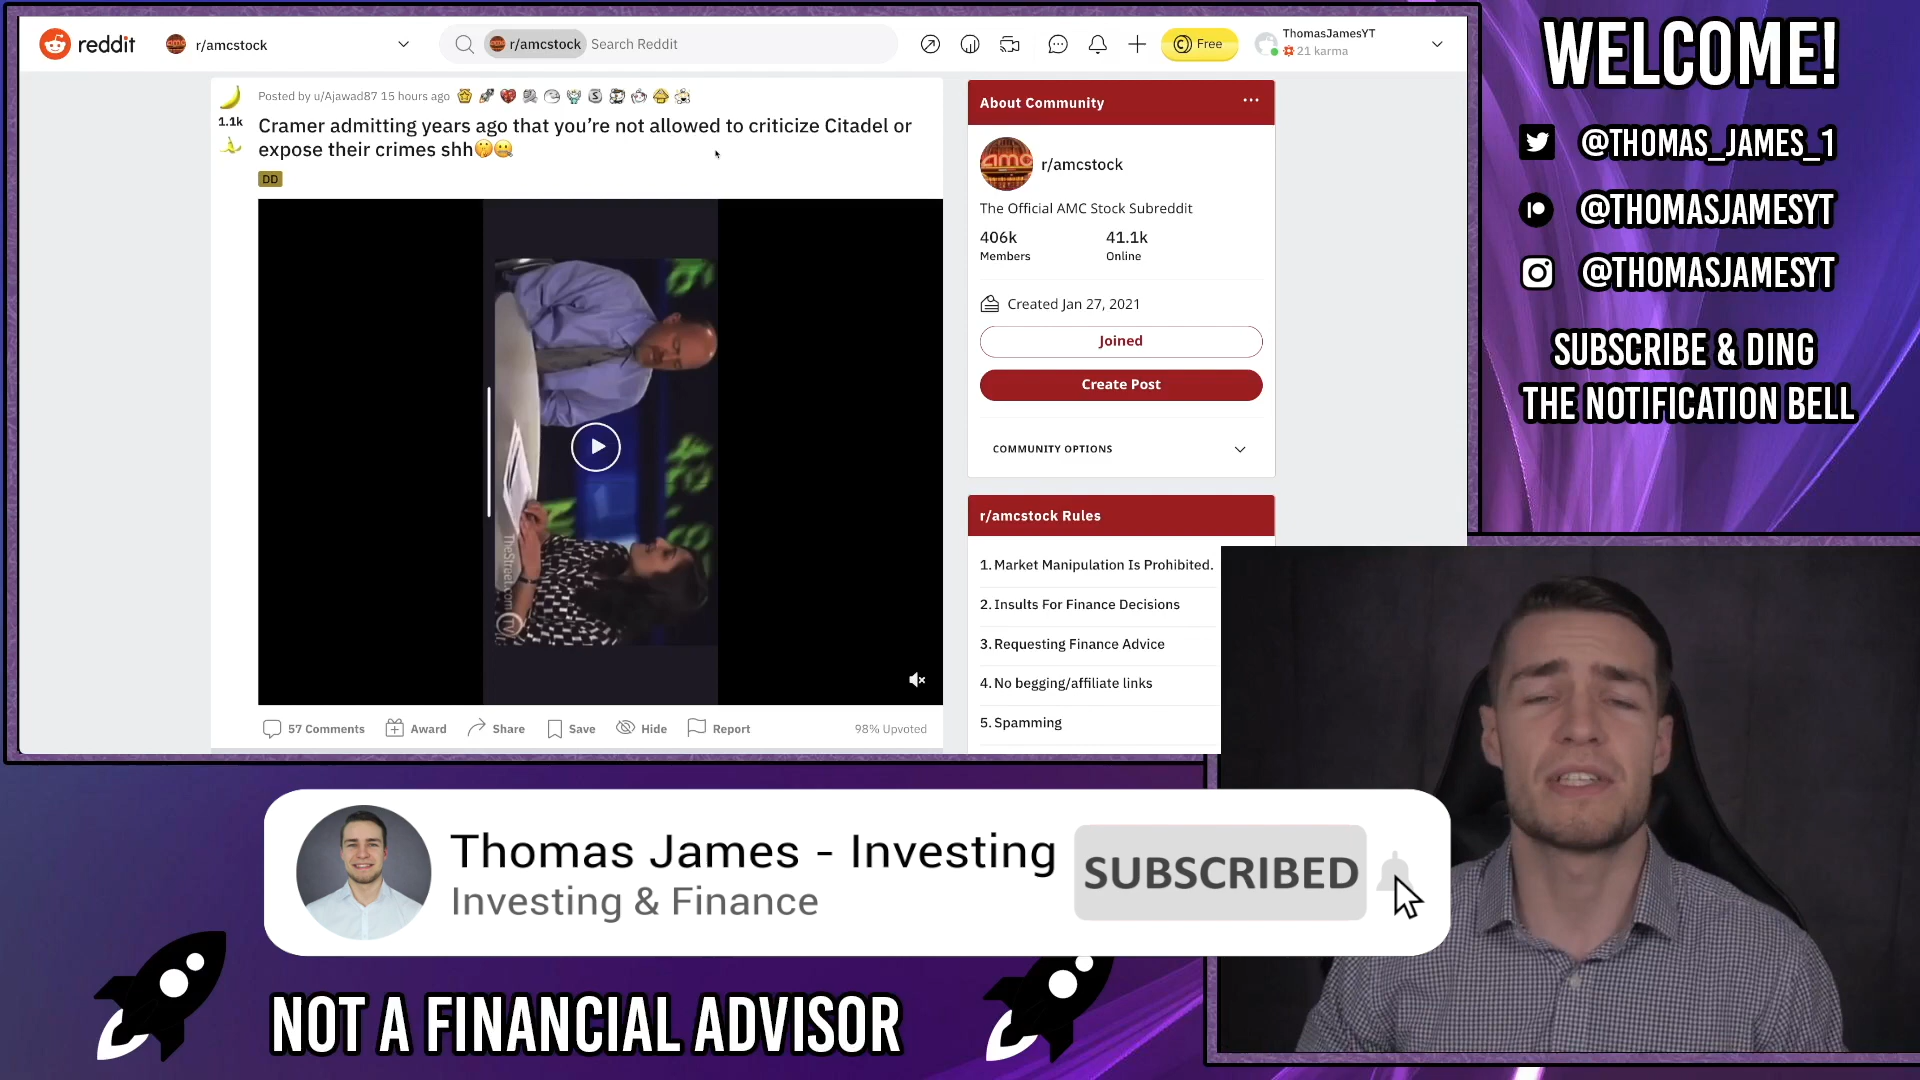 reddit
r/amcstock
r/amcstock Search Reddit
Free
ThomasJamesYT
21 karma
Posted by u/Ajawad87 15 hours ago
1.1k
Cramer admitting years ago that you're not allowed to criticize Citadel or
expose their crimes shh🤫🤐
DD
TheStreet.com TV
57 Comments
Award
Share
Save
Hide
Report
98% Upvoted
About Community
amc
r/amcstock
The Official AMC Stock Subreddit
406k
41.1k
Members
Online
Created Jan 27, 2021
Joined
Create Post
COMMUNITY OPTIONS
r/amcstock Rules
1. Market Manipulation Is Prohibited.
2. Insults For Finance Decisions
3. Requesting Finance Advice
4. No begging/affiliate links
5. Spamming
WELCOME!
@THOMAS_JAMES_1
@THOMASJAMESYT
@THOMASJAMESYT
SUBSCRIBE & DING
THE NOTIFICATION BELL
Thomas James - Investing
Investing & Finance
SUBSCRIBED
NOT A FINANCIAL ADVISOR